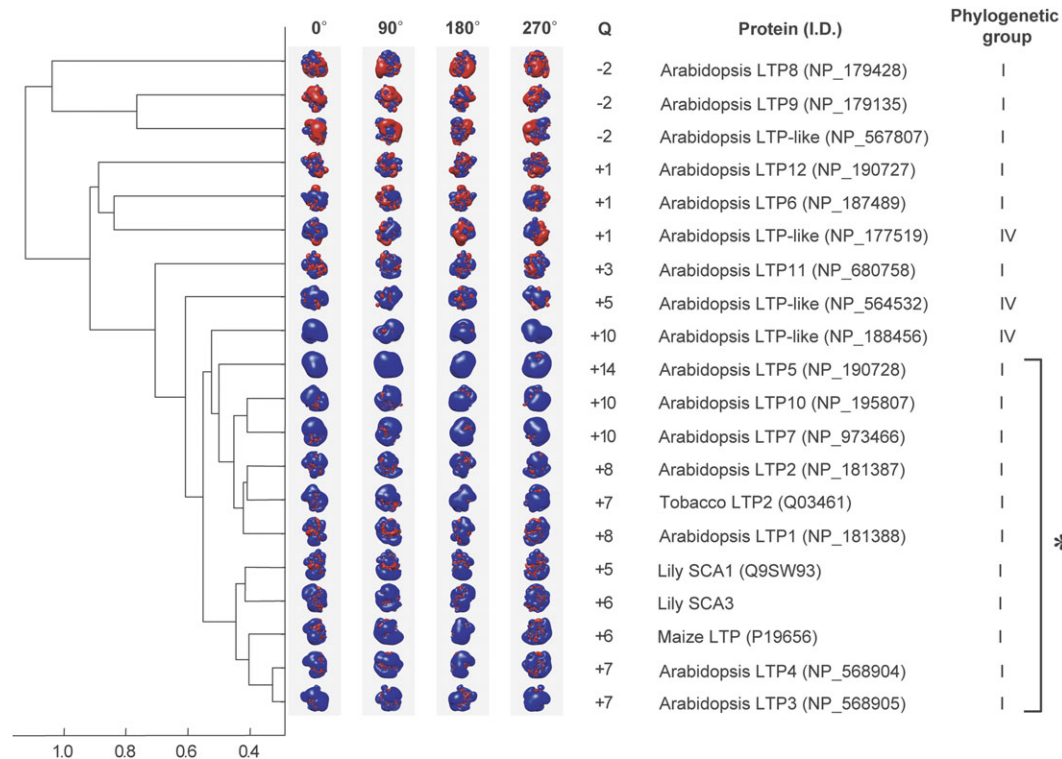 0° 90° 180° 270° Q Protein (I.D.) Phylogenetic group
-2 Arabidopsis LTP8 (NP_179428) I
-2 Arabidopsis LTP9 (NP_179135) I
-2 Arabidopsis LTP-like (NP_567807) I
+1 Arabidopsis LTP12 (NP_190727) I
+1 Arabidopsis LTP6 (NP_187489) I
+1 Arabidopsis LTP-like (NP_177519) IV
+3 Arabidopsis LTP11 (NP_680758) I
+5 Arabidopsis LTP-like (NP_564532) IV
+10 Arabidopsis LTP-like (NP_188456) IV
+14 Arabidopsis LTP5 (NP_190728) I
+10 Arabidopsis LTP10 (NP_195807) I
+10 Arabidopsis LTP7 (NP_973466) I
+8 Arabidopsis LTP2 (NP_181387) I
+7 Tobacco LTP2 (Q03461) I
+8 Arabidopsis LTP1 (NP_181388) I
*
+5 Lily SCA1 (Q9SW93) I
+6 Lily SCA3 I
+6 Maize LTP (P19656) I
+7 Arabidopsis LTP4 (NP_568904) I
+7 Arabidopsis LTP3 (NP_568905) I
1.0 0.8 0.6 0.4